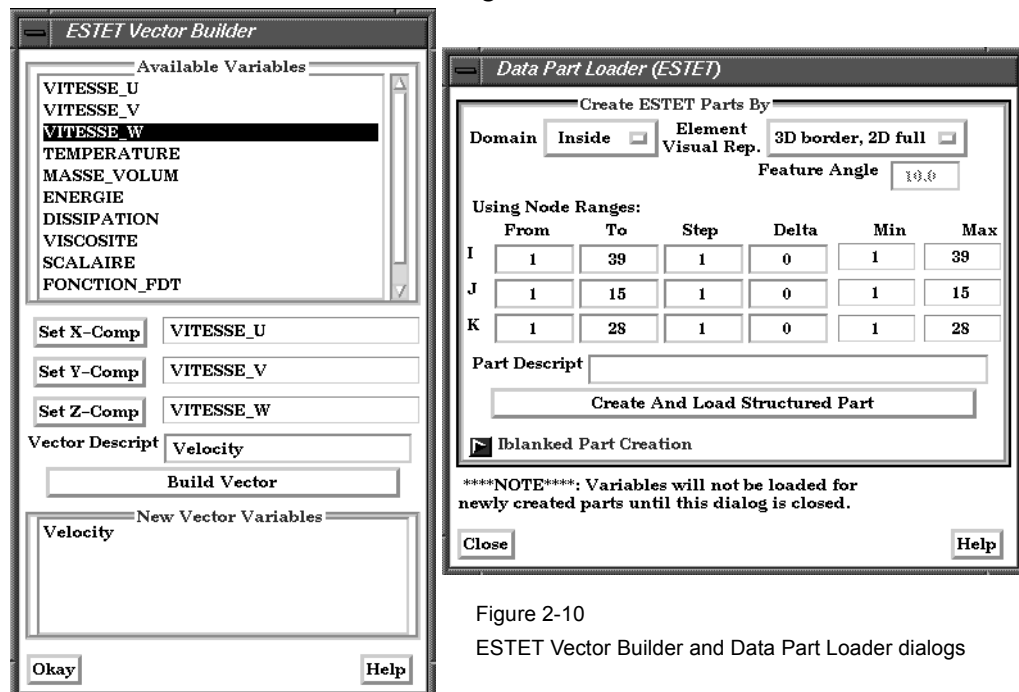 ESTET Vector Builder
Available Variables
VITESSE_U
VITESSE_V
VITESSE_W
TEMPERATURE
MASSE_VOLUM
ENERGIE
DISSIPATION
VISCOSITE
SCALAIRE
FONCTION_FDT
Set X-Comp VITESSE_U
Set Y-Comp VITESSE_V
Set Z-Comp VITESSE_W
Vector Descript Velocity
Build Vector
New Vector Variables
Velocity
Okay Help
Data Part Loader (ESTET)
Create ESTET Parts By
Domain Inside Element Visual Rep. 3D border, 2D full
Feature Angle 10.0
Using Node Ranges:
From To Step Delta Min Max
I 1 39 1 0 1 39
J 1 15 1 0 1 15
K 1 28 1 0 1 28
Part Descript
Create And Load Structured Part
Iblanked Part Creation
****NOTE****: Variables will not be loaded for
newly created parts until this dialog is closed.
Close Help
Figure 2-10
ESTET Vector Builder and Data Part Loader dialogs